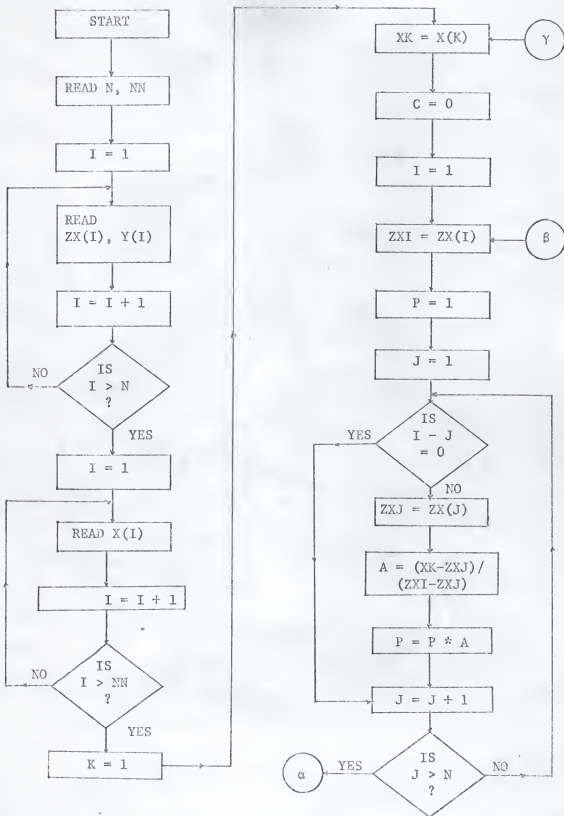 START
READ N, NN
I = 1
READ
ZX(I), Y(I)
I = I + 1
NO
IS
I > N
?
YES
I = 1
READ X(I)
I = I + 1
NO
IS
I > NN
?
YES
K = 1
XK = X(K)
γ
C = 0
I = 1
ZXI = ZX(I)
β
P = 1
J = 1
YES
IS
I - J
= 0
NO
ZXJ = ZX(J)
A = (XK-ZXJ)/
(ZXI-ZXJ)
P = P * A
J = J + 1
α
YES
IS
J > N
?
NO